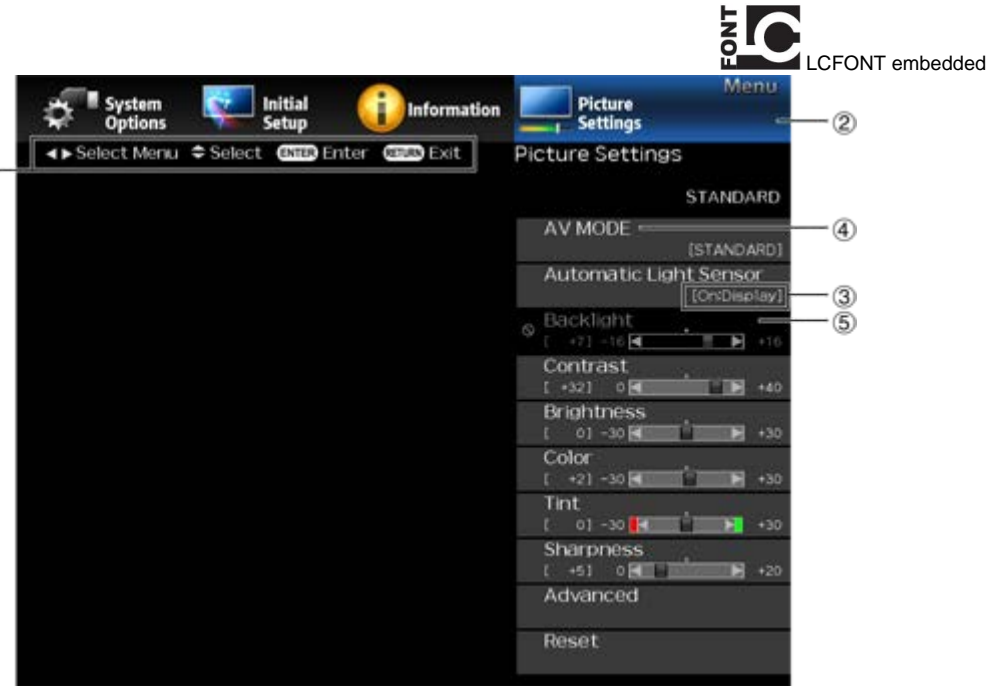 FONT LC LCFONT embedded
Menu
System Options
Initial Setup
Information
Picture Settings
②
◀▶Select Menu ◆Select ENTER Enter RETURN Exit
Picture Settings
STANDARD
AV MODE
④
[STANDARD]
Automatic Light Sensor
[On:Display]
③
Backlight
⑤
[ +7] -16 +16
Contrast
[ +32] 0 +40
Brightness
[ 0] -30 +30
Color
[ +2] -30 +30
Tint
[ 0] -30 +30
Sharpness
[ +5] 0 +20
Advanced
Reset